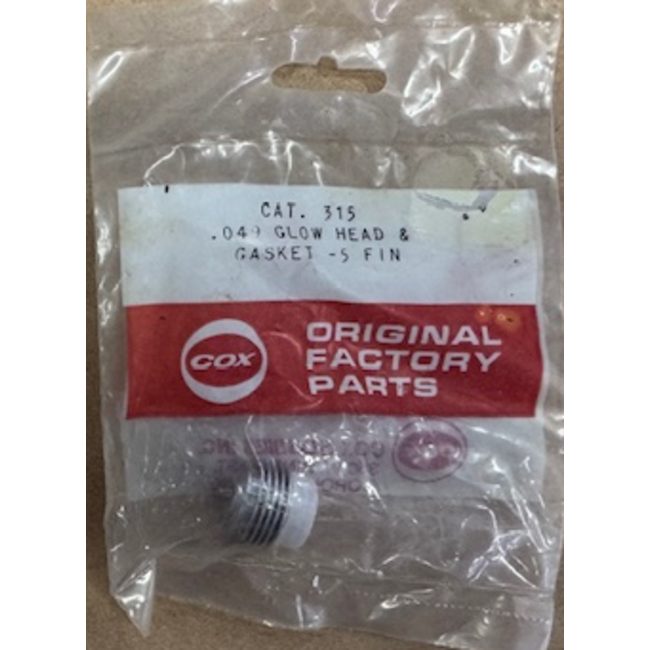 CAT. 315
.049 GLOW HEAD &
GASKET -5 FIN
COX
ORIGINAL
FACTORY
PARTS